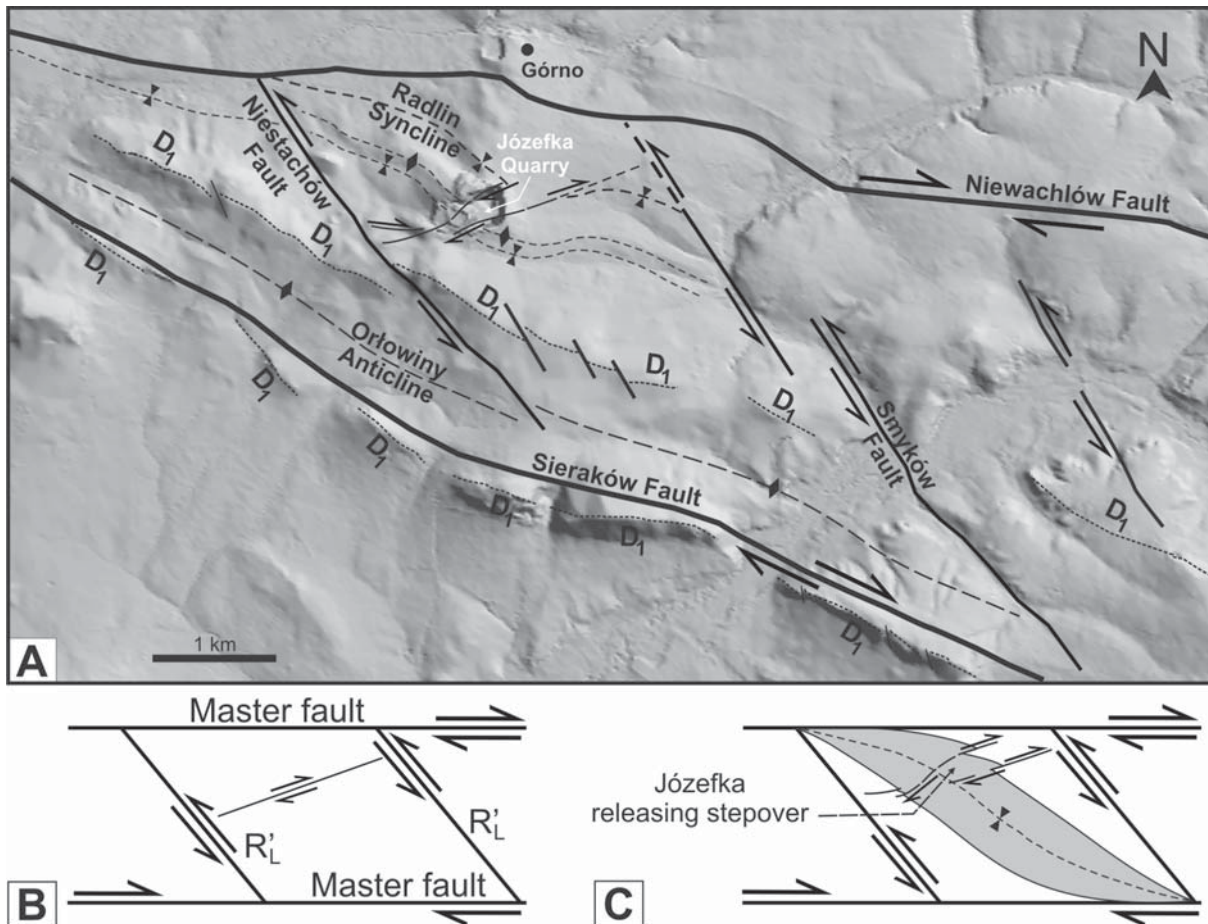 N
Górno
Radlin
Syncline
Józefka
Quarry
Niestachów
Fault
Niewachlów Fault
D₁
D₁
D₁
D₁
D₁
D₁
D₁
D₁
Orłowiny
Anticline
Sieraków Fault
Smyków
Fault
D₁
D₁
D₁
D₁
1 km
A
Master fault
R'L
R'L
Master fault
B
Józefka
releasing stepover
C